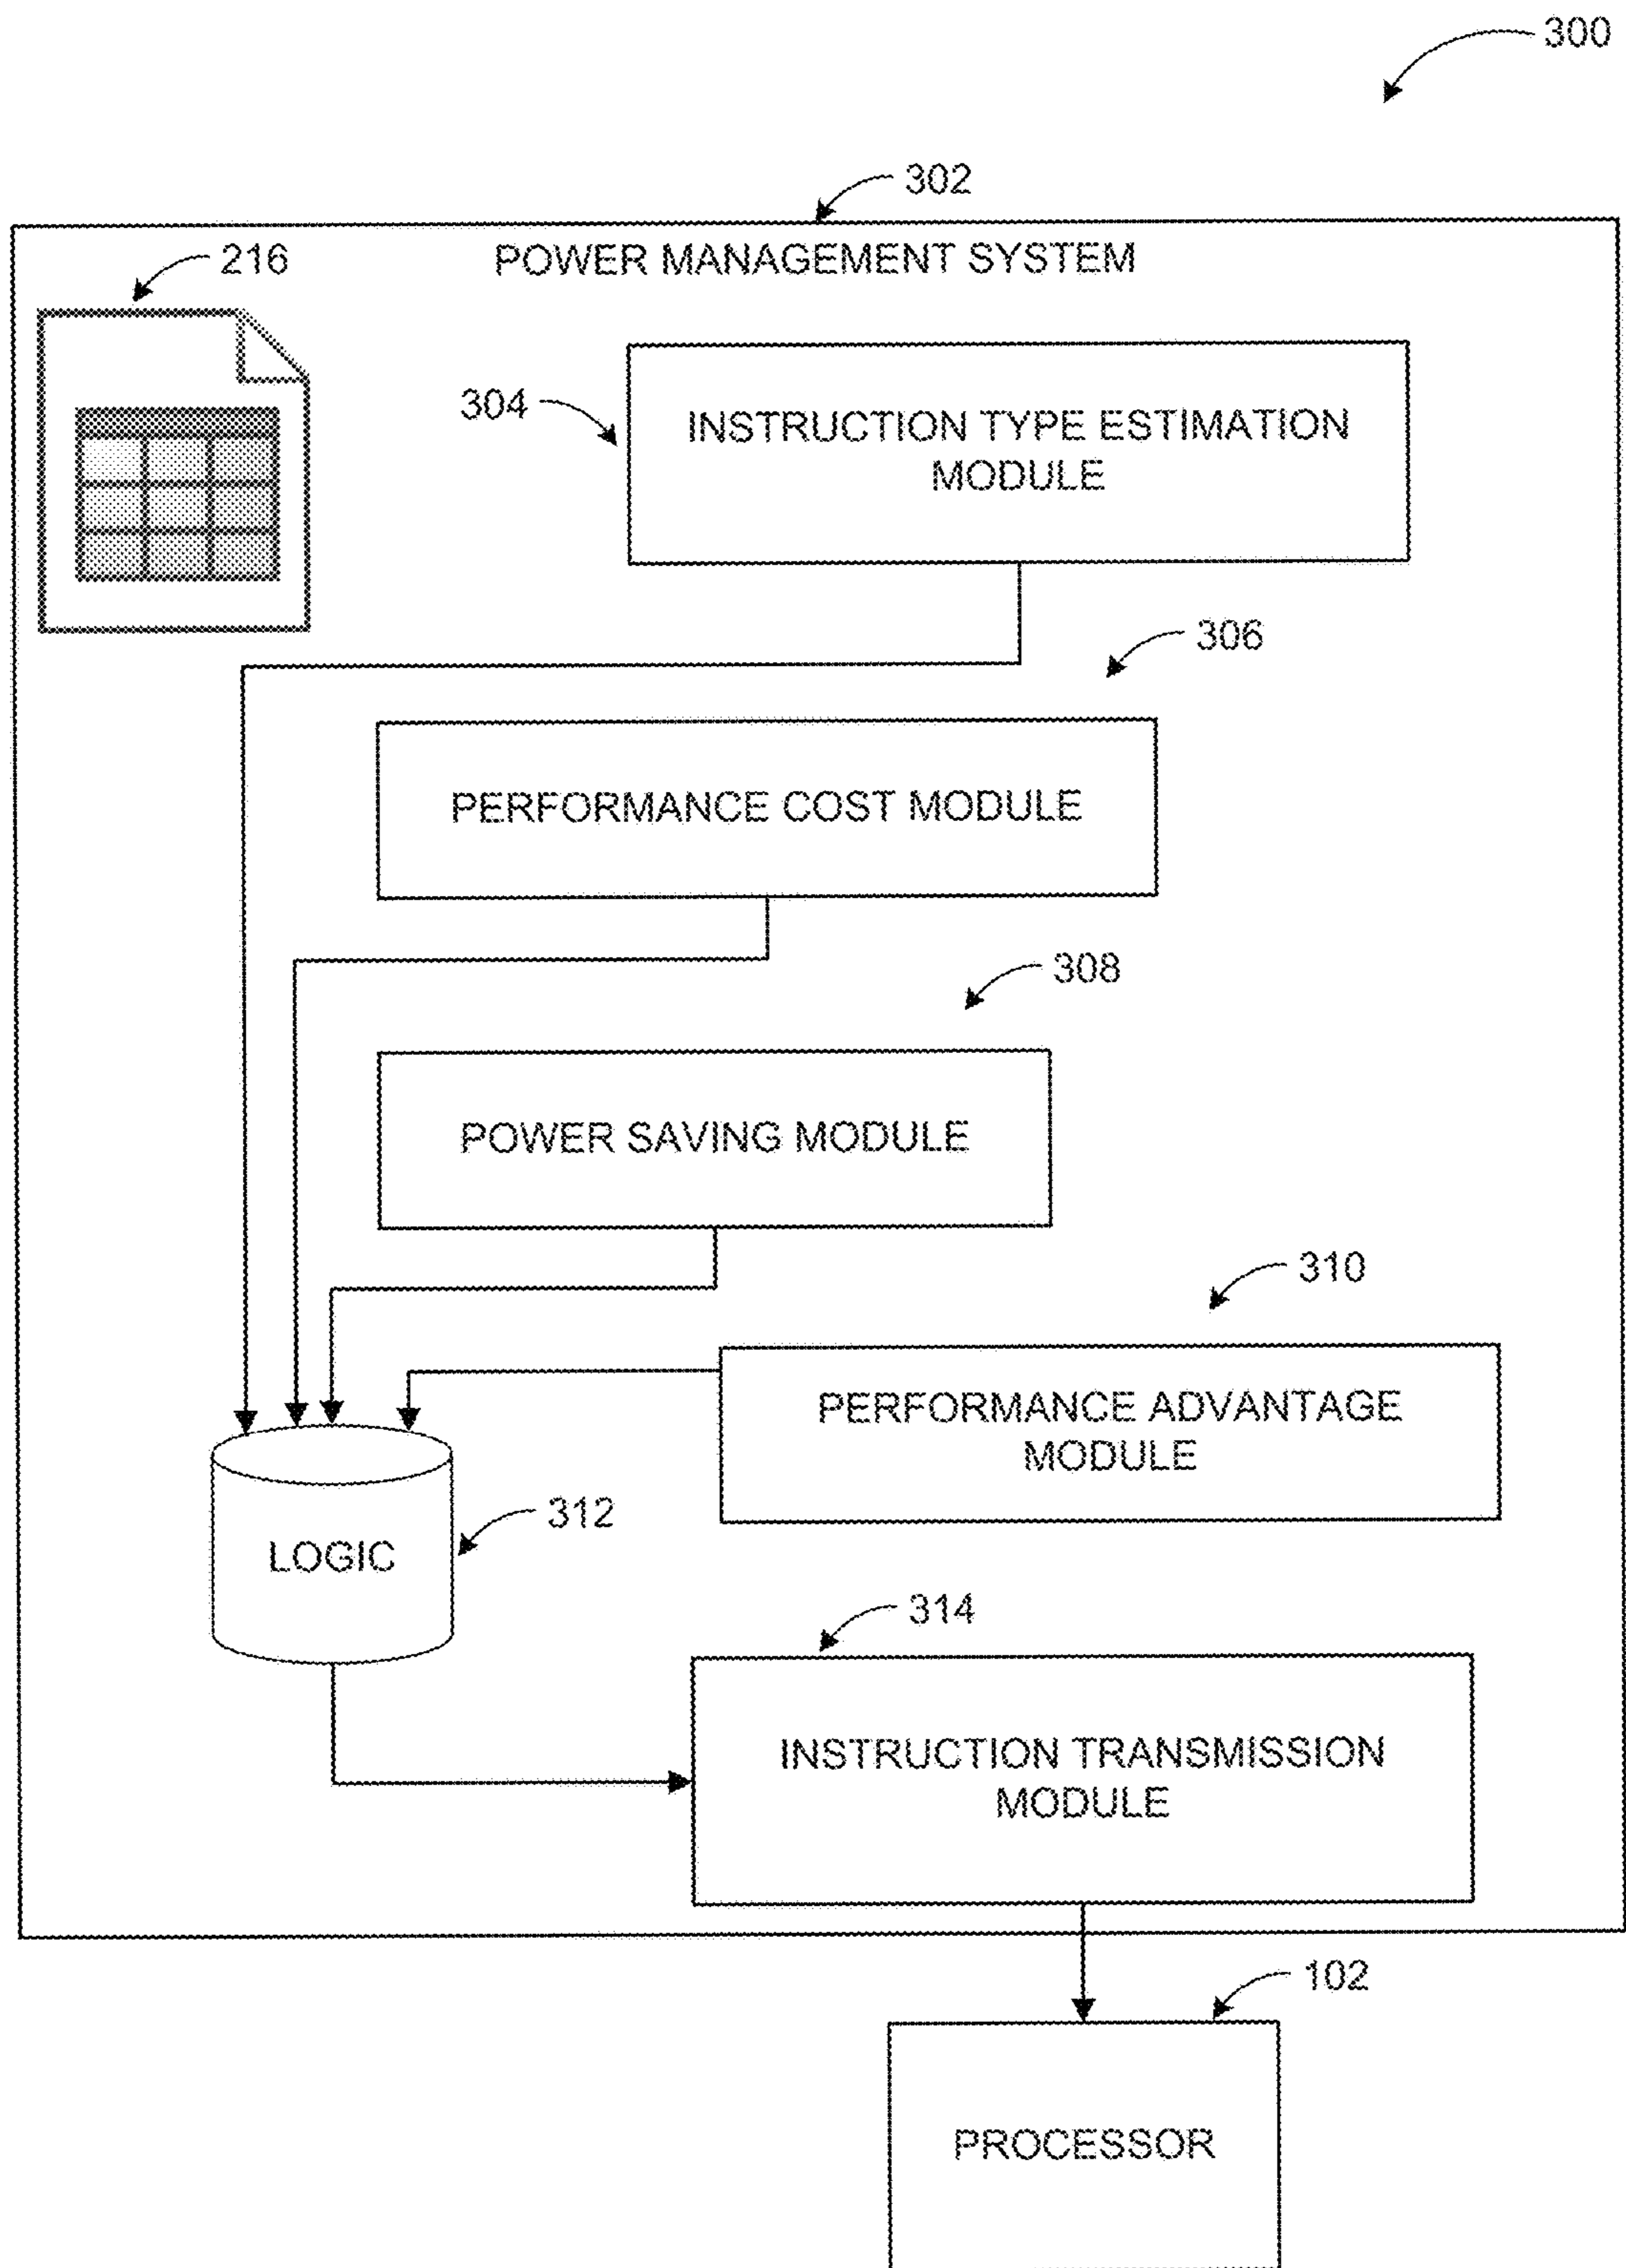 300
302
POWER MANAGEMENT SYSTEM
216
304
INSTRUCTION TYPE ESTIMATION
MODULE
306
PERFORMANCE COST MODULE
308
POWER SAVING MODULE
310
PERFORMANCE ADVANTAGE
MODULE
312
LOGIC
314
INSTRUCTION TRANSMISSION
MODULE
102
PROCESSOR